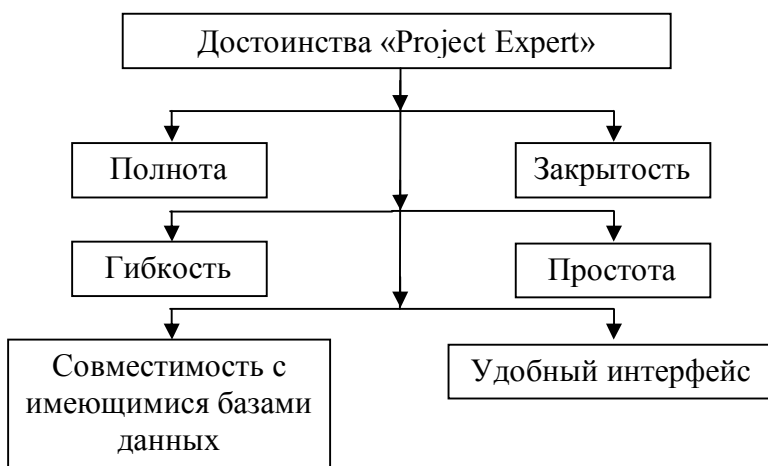 Достоинства «Project Expert»
Полнота
Закрытость
Гибкость
Простота
Совместимость с
имеющимися базами
данных
Удобный интерфейс